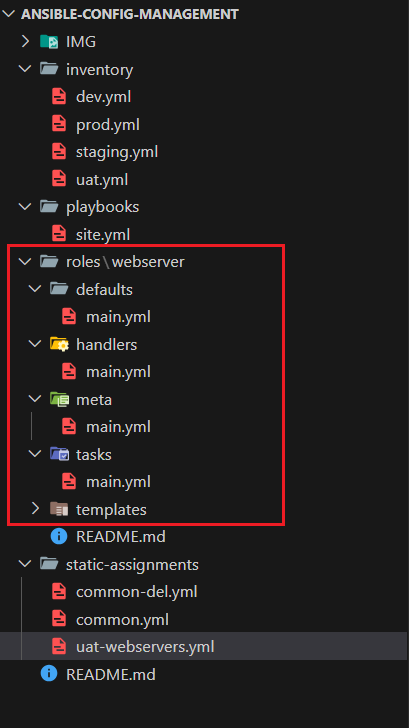 ANSIBLE-CONFIG-MANAGEMENT
IMG
inventory
dev.yml
prod.yml
staging.yml
uat.yml
playbooks
site.yml
roles\webserver
defaults
main.yml
handlers
main.yml
meta
main.yml
tasks
main.yml
templates
README.md
static-assignments
common-del.yml
common.yml
uat-webservers.yml
README.md